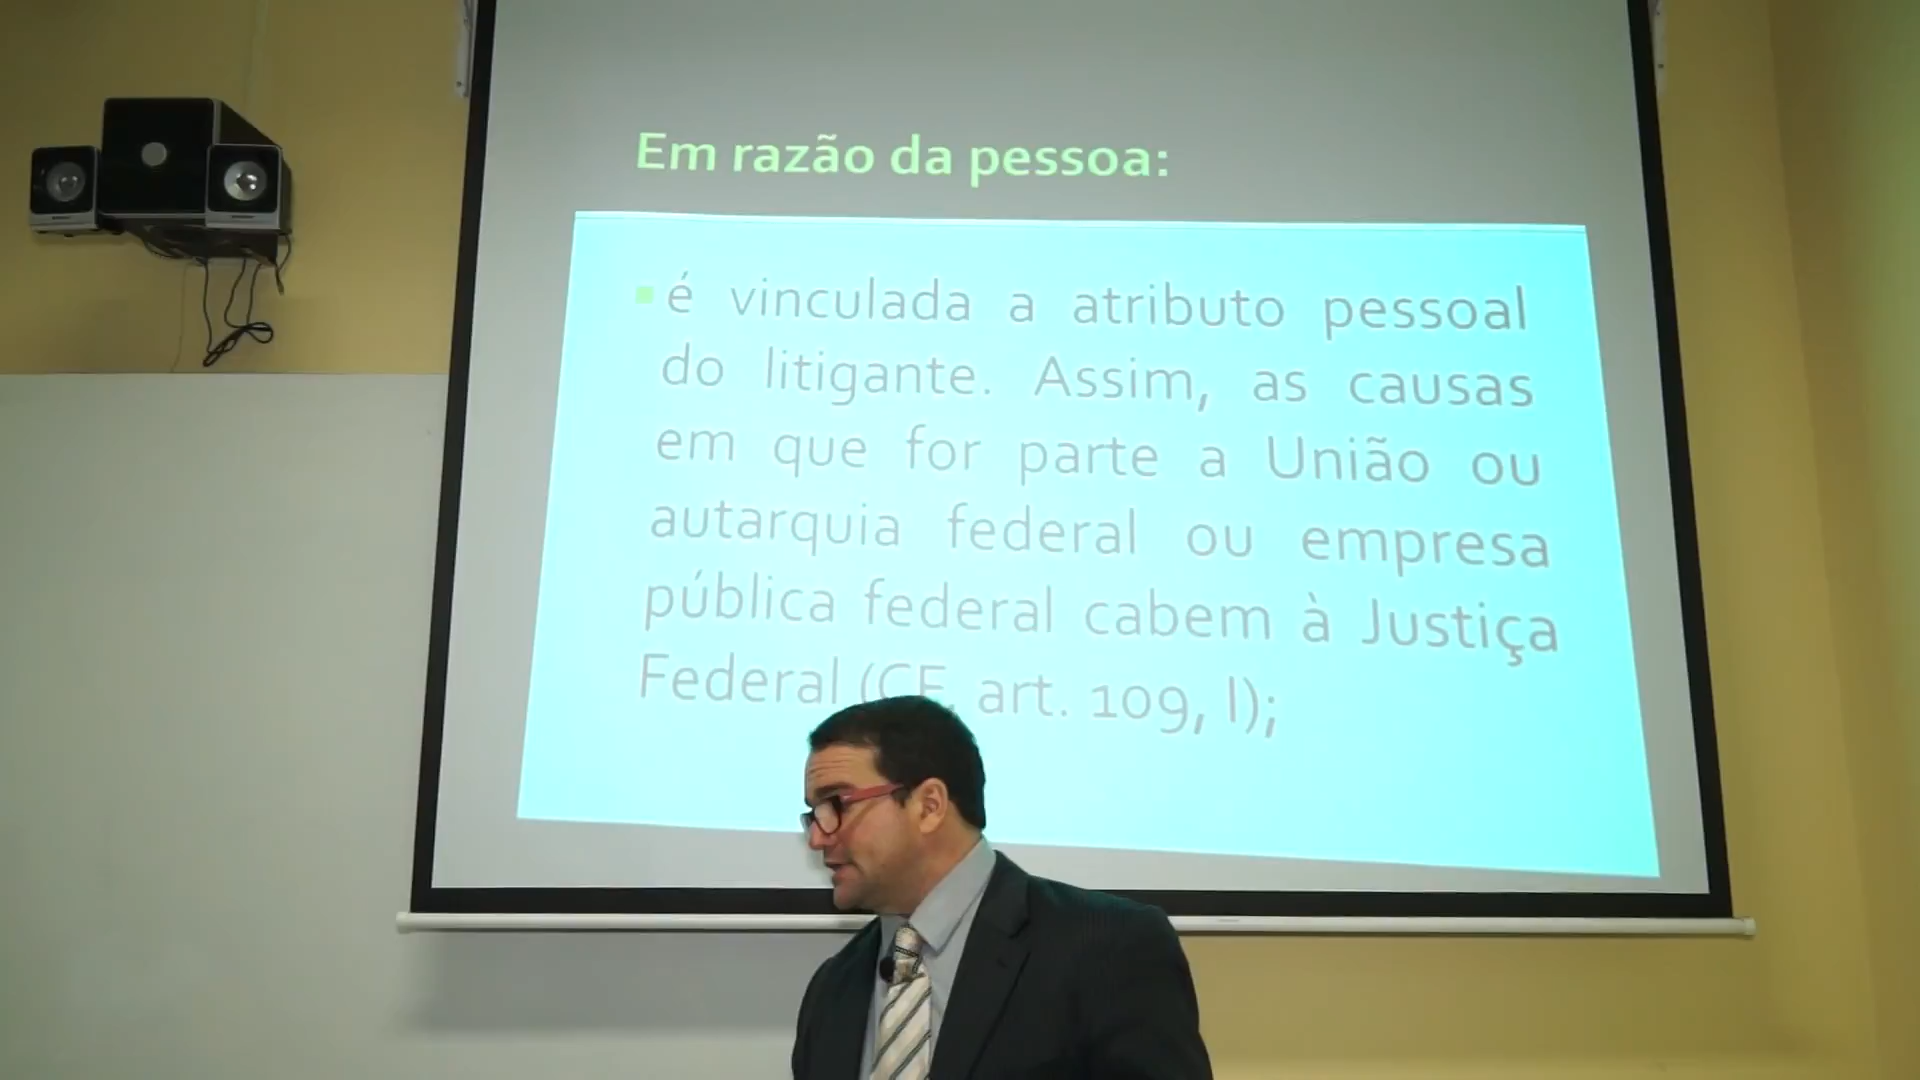 Em razão da pessoa:
é vinculada a atributo pessoal
do litigante. Assim, as causas
em que for parte a União ou
autarquia federal ou empresa
pública federal cabem à Justiça
Federal (CF, art. 109, I);